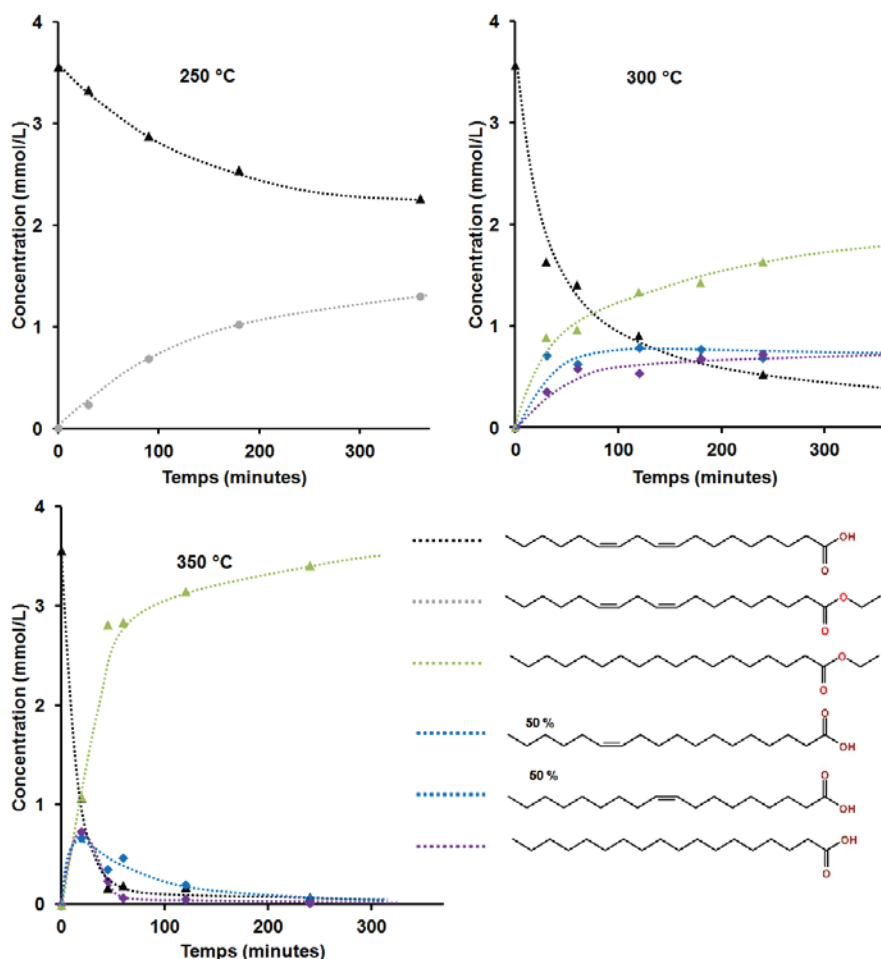 250 °C
Concentration (mmol/L)
4
3
2
1
0
0
100
200
300
Temps (minutes)
300 °C
Concentration (mmol/L)
4
3
2
1
0
0
100
200
300
Temps (minutes)
350 °C
Concentration (mmol/L)
4
3
2
1
0
0
100
200
300
Temps (minutes)
OH
O
O
O
O
O
50 %
O
OH
50 %
O
OH
OH
O